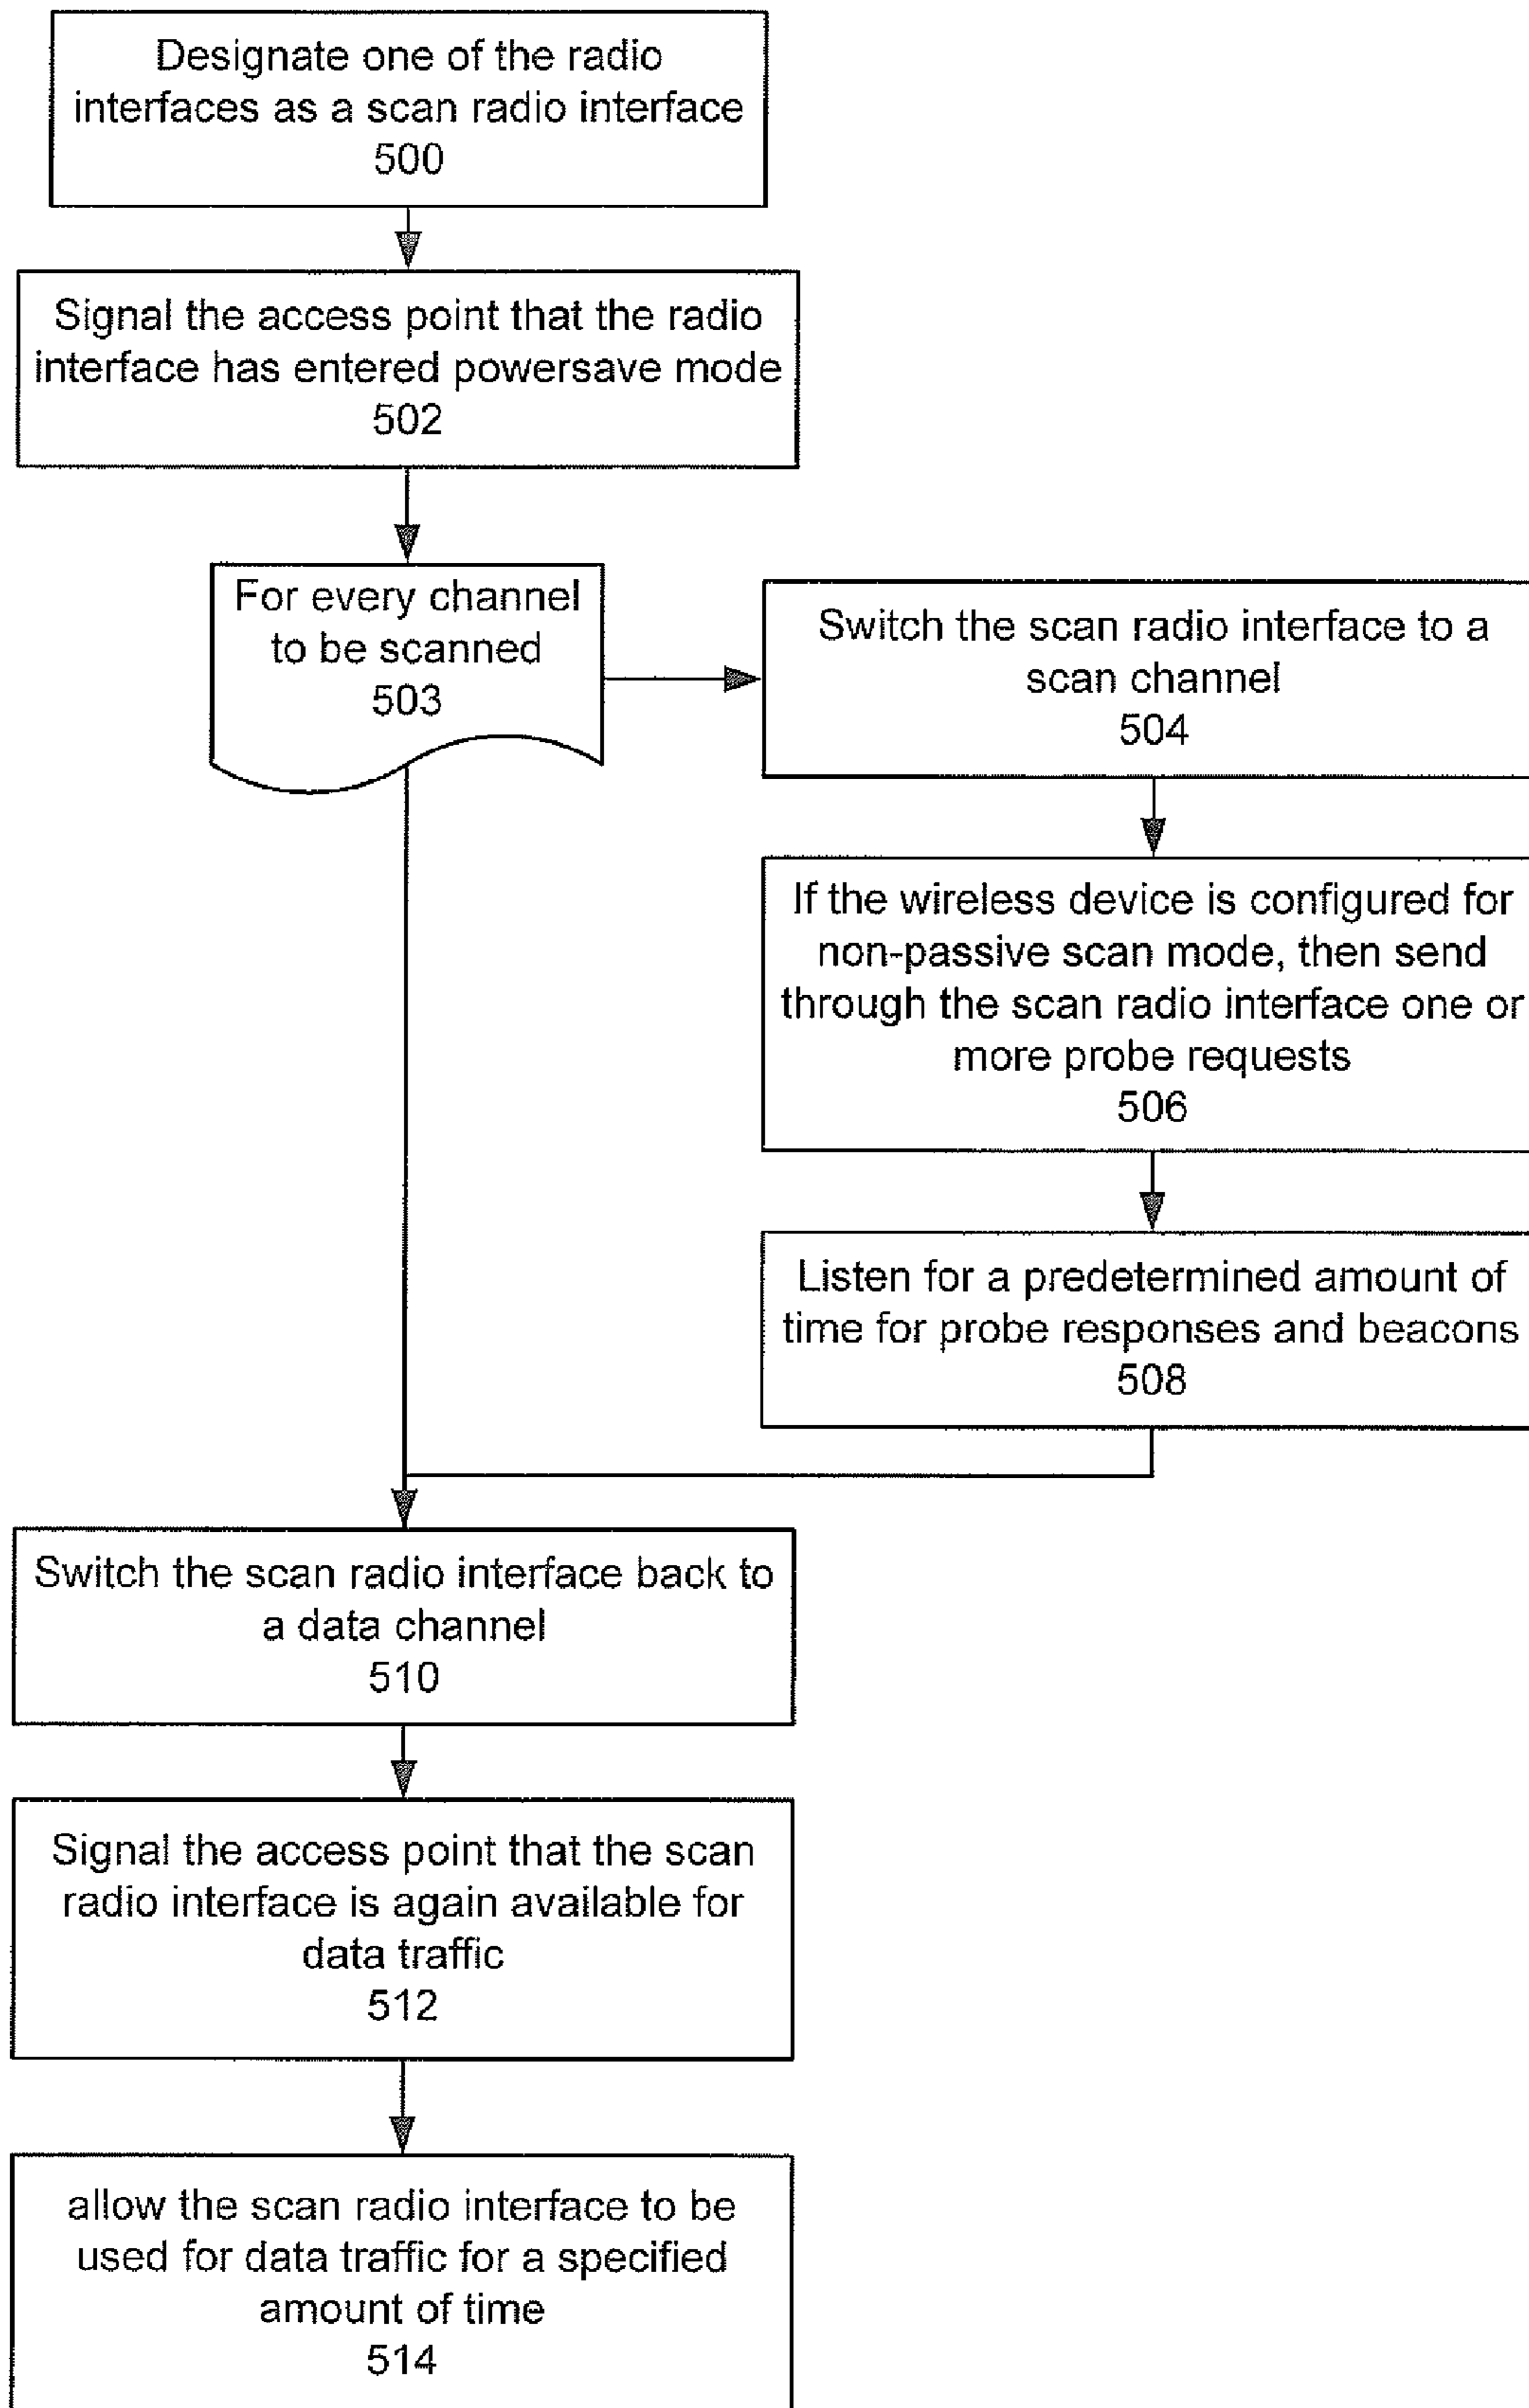 Designate one of the radio
interfaces as a scan radio interface
500
Signal the access point that the radio
interface has entered powersave mode
502
For every channel
to be scanned
503
Switch the scan radio interface to a
scan channel
504
If the wireless device is configured for
non-passive scan mode, then send
through the scan radio interface one or
more probe requests
506
Listen for a predetermined amount of
time for probe responses and beacons
508
Switch the scan radio interface back to
a data channel
510
Signal the access point that the scan
radio interface is again available for
data traffic
512
allow the scan radio interface to be
used for data traffic for a specified
amount of time
514